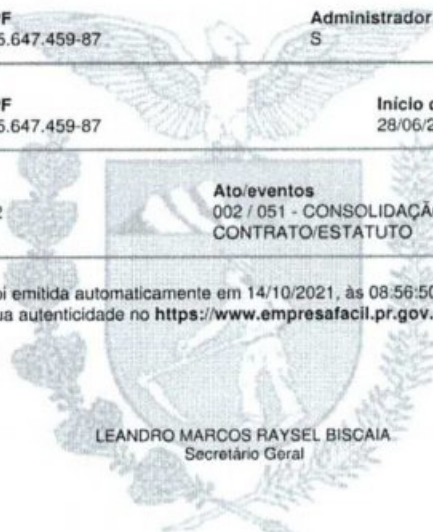 PF Administrador
5.647.459-87 S
PF Início d
5.647.459-87 28/06/2
2 Ato/eventos
002 / 051 - CONSOLIDAÇÃ
CONTRATO/ESTATUTO
oi emitida automaticamente em 14/10/2021, às 08:56:50
ua autenticidade no https://www.empresafacil.pr.gov.
LEANDRO MARCOS RAYSEL BISCAIA
Secretário Geral